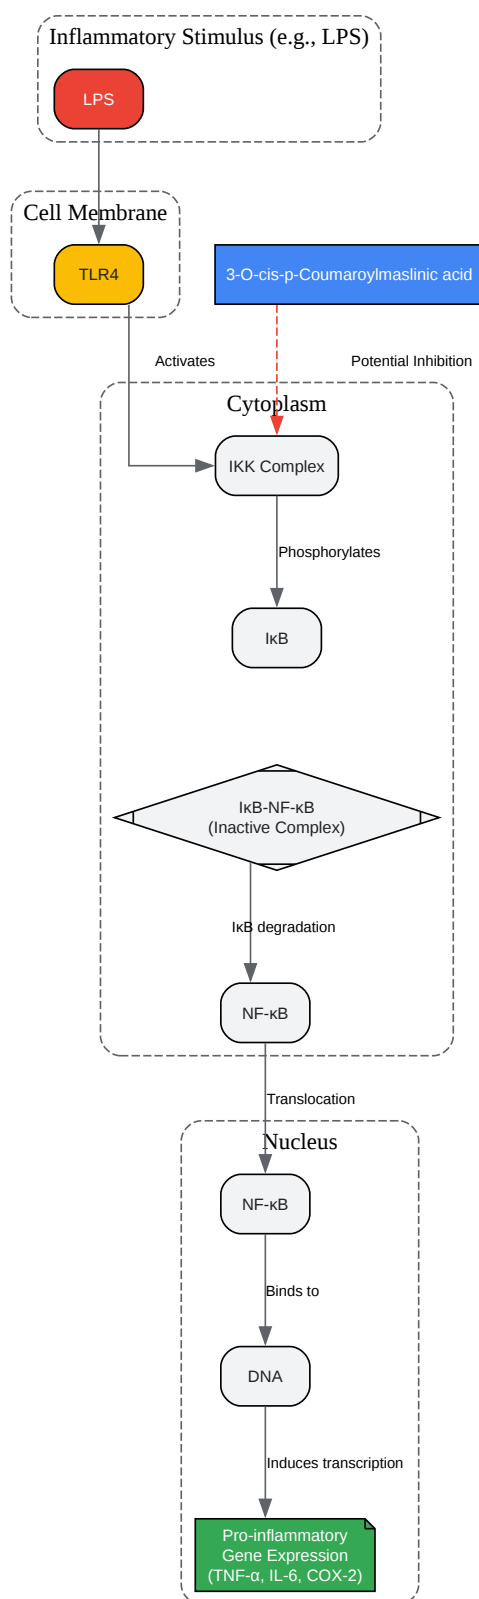 Inflammatory Stimulus (e.g., LPS)
LPS
Cell Membrane
TLR4
3-O-cis-p-Coumaroylmaslinic acid
Activates
Potential Inhibition
Cytoplasm
IKK Complex
Phosphorylates
IκB
IκB-NF-κB
(Inactive Complex)
IκB degradation
NF-κB
Translocation
Nucleus
NF-κB
Binds to
DNA
Induces transcription
Pro-inflammatory
Gene Expression
(TNF-α, IL-6, COX-2)